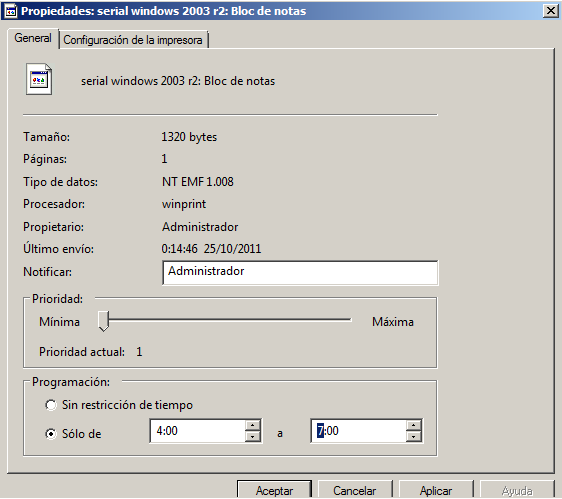 Propiedades: serial windows 2003 r2: Bloc de notas
General Configuración de la impresora
serial windows 2003 r2: Bloc de notas
Tamaño: 1320 bytes
Páginas: 1
Tipo de datos: NT EMF 1.008
Procesador: winprint
Propietario: Administrador
Último envío: 0:14:46 25/10/2011
Notificar: Administrador
Prioridad:
Mínima Máxima
Prioridad actual: 1
Programación:
Sin restricción de tiempo
Sólo de 4:00 a 7:00
Aceptar Cancelar Aplicar Ayuda